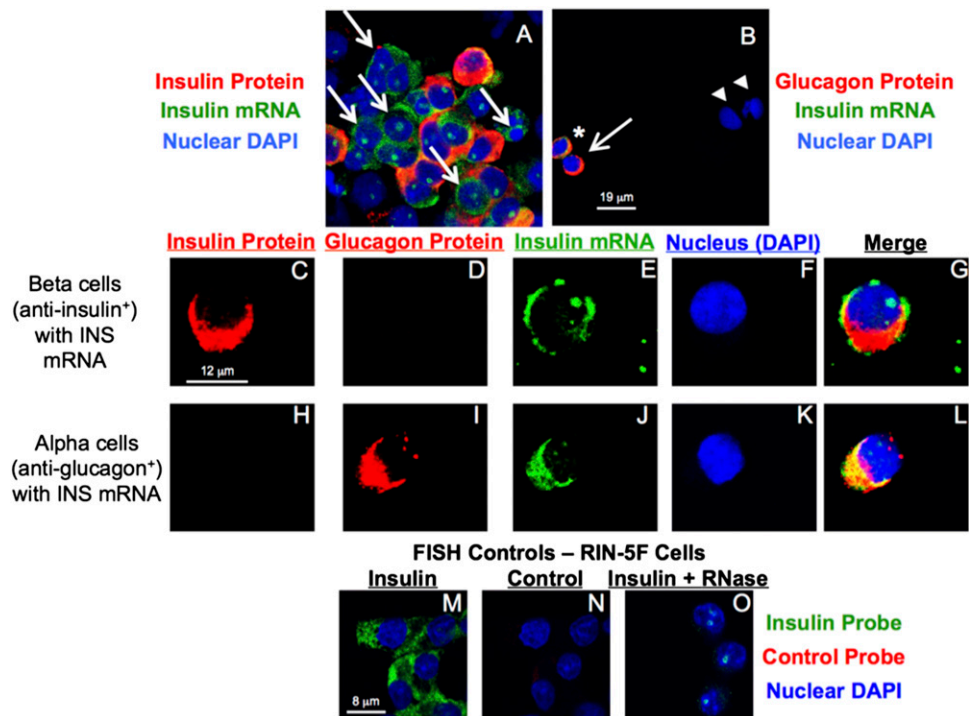 A
B
Insulin Protein
Insulin mRNA
Nuclear DAPI
Glucagon Protein
Insulin mRNA
Nuclear DAPI
*
19 μm
Insulin Protein
Glucagon Protein
Insulin mRNA
Nucleus (DAPI)
Merge
Beta cells
(anti-insulin⁺)
with INS
mRNA
C
D
E
F
G
12 μm
Alpha cells
(anti-glucagon⁺)
with INS mRNA
H
I
J
K
L
FISH Controls – RIN-5F Cells
Insulin
Control
Insulin + RNase
M
N
O
8 μm
Insulin Probe
Control Probe
Nuclear DAPI